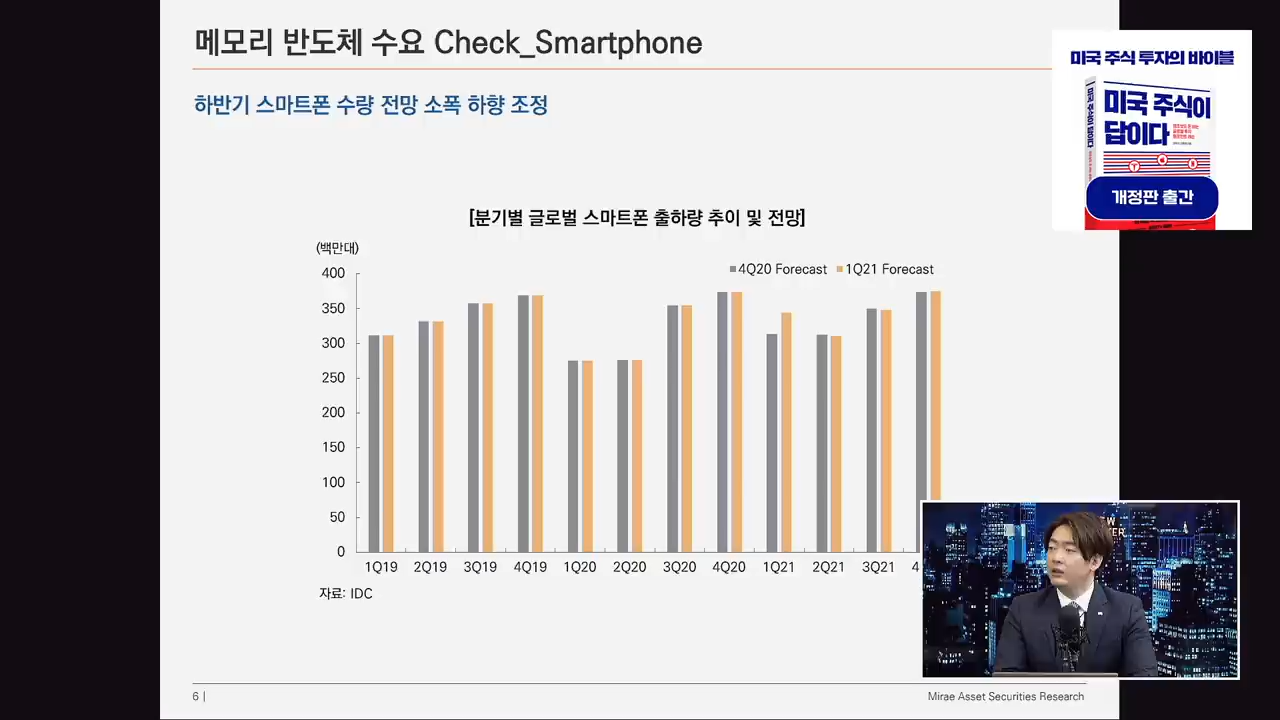 메모리 반도체 수요 Check_Smartphone
미국 주식 투자의 바이블
미국 주식이
답이다
개정판 출간
하반기 스마트폰 수량 전망 소폭 하향 조정
[분기별 글로벌 스마트폰 출하량 추이 및 전망]
(백만대)
4Q20 Forecast 1Q21 Forecast
400
350
300
250
200
150
100
50
0
1Q19 2Q19 3Q19 4Q19 1Q20 2Q20 3Q20 4Q20 1Q21 2Q21 3Q21 4
자료: IDC
6 |
Mirae Asset Securities Research